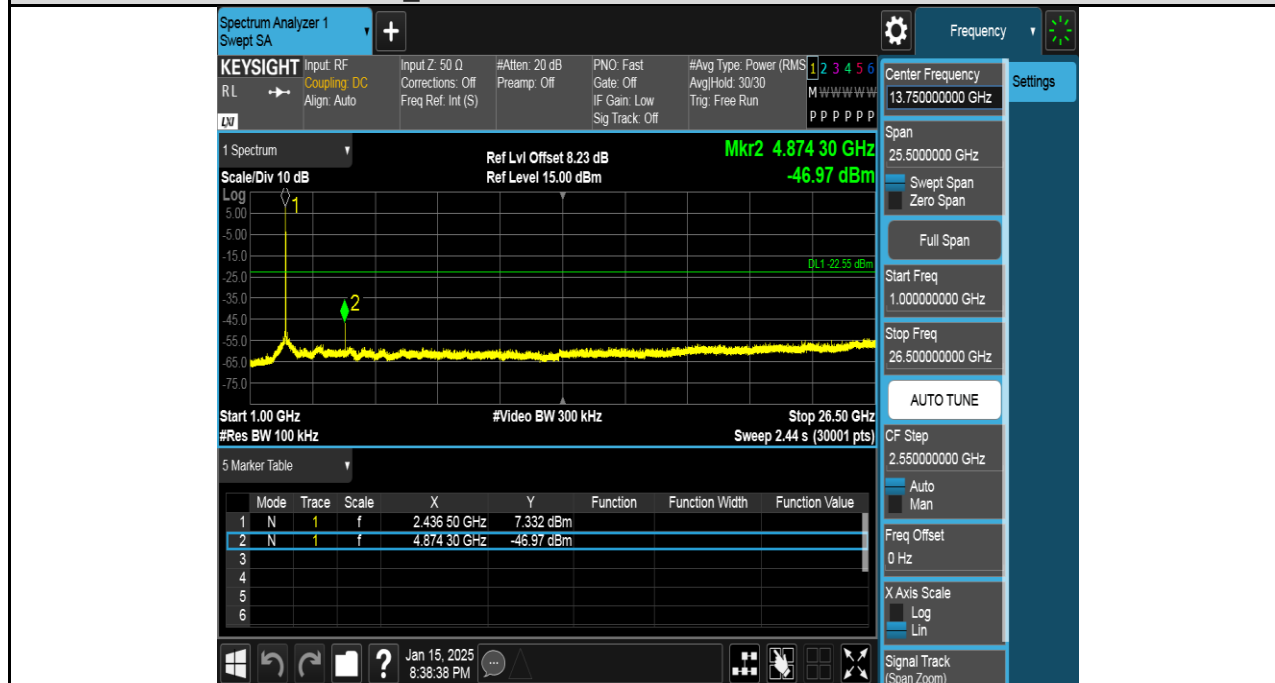 Spectrum Analyzer 1
Swept SA
+
Frequency
KEYSIGHT
RL
LXI
Input: RF
Coupling: DC
Align: Auto
Input Z: 50 Ω
Corrections: Off
Freq Ref: Int (S)
#Atten: 20 dB
Preamp: Off
PNO: Fast
Gate: Off
IF Gain: Low
Sig Track: Off
#Avg Type: Power (RMS
Avg|Hold: 30/30
Trig: Free Run
1 2 3 4 5 6
M W W W W W
P P P P P P
1 Spectrum
Scale/Div 10 dB
Ref Lvl Offset 8.23 dB
Ref Level 15.00 dBm
Mkr2 4.874 30 GHz
-46.97 dBm
Log
5.00
-5.00
-15.0
-25.0
-35.0
-45.0
-55.0
-65.0
-75.0
1
2
DL1 -22.55 dBm
Start 1.00 GHz
#Res BW 100 kHz
#Video BW 300 kHz
Stop 26.50 GHz
Sweep 2.44 s (30001 pts)
5 Marker Table
Mode Trace Scale X Y Function Function Width Function Value
1 N 1 f 2.436 50 GHz 7.332 dBm
2 N 1 f 4.874 30 GHz -46.97 dBm
3
4
5
6
?
Jan 15, 2025
8:38:38 PM
Center Frequency
13.750000000 GHz
Settings
Span
25.5000000 GHz
Swept Span
Zero Span
Full Span
Start Freq
1.000000000 GHz
Stop Freq
26.500000000 GHz
AUTO TUNE
CF Step
2.550000000 GHz
Auto
Man
Freq Offset
0 Hz
X Axis Scale
Log
Lin
Signal Track
(Span Zoom)